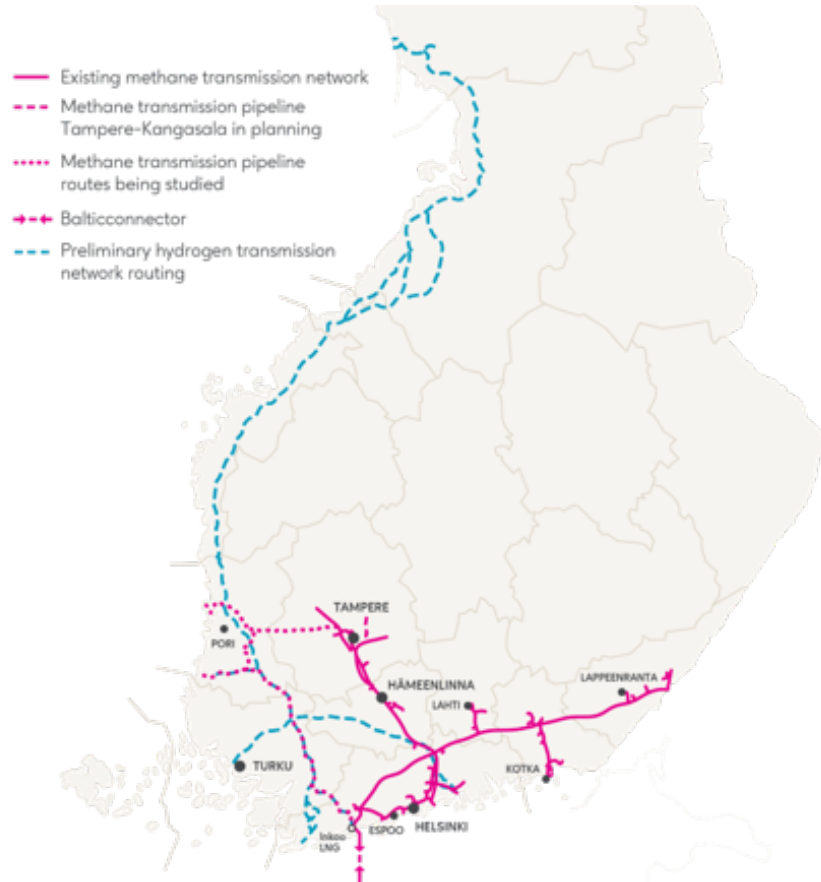 Existing methane transmission network
Methane transmission pipeline
Tampere-Kangasala in planning
Methane transmission pipeline
routes being studied
Balticconnector
Preliminary hydrogen transmission
network routing
TAMPERE
PORI
HÄMEENLINNA
LAPPEENRANTA
LAHTI
TURKU
KOTKA
Inkoo
LNG
ESPOO
HELSINKI